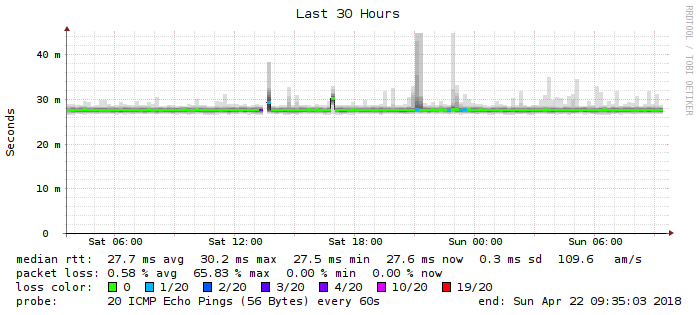 Last 30 Hours
RRDTOOL / TOBI OETIKER
Seconds
40 m
30 m
20 m
10 m
0
Sat 06:00 Sat 12:00 Sat 18:00 Sun 00:00 Sun 06:00
median rtt: 27.7 ms avg 30.2 ms max 27.5 ms min 27.6 ms now 0.3 ms sd 109.6 am/s
packet loss: 0.58 % avg 65.83 % max 0.00 % min 0.00 % now
loss color: 0 1/20 2/20 3/20 4/20 10/20 19/20
probe: 20 ICMP Echo Pings (56 Bytes) every 60s end: Sun Apr 22 09:35:03 2018